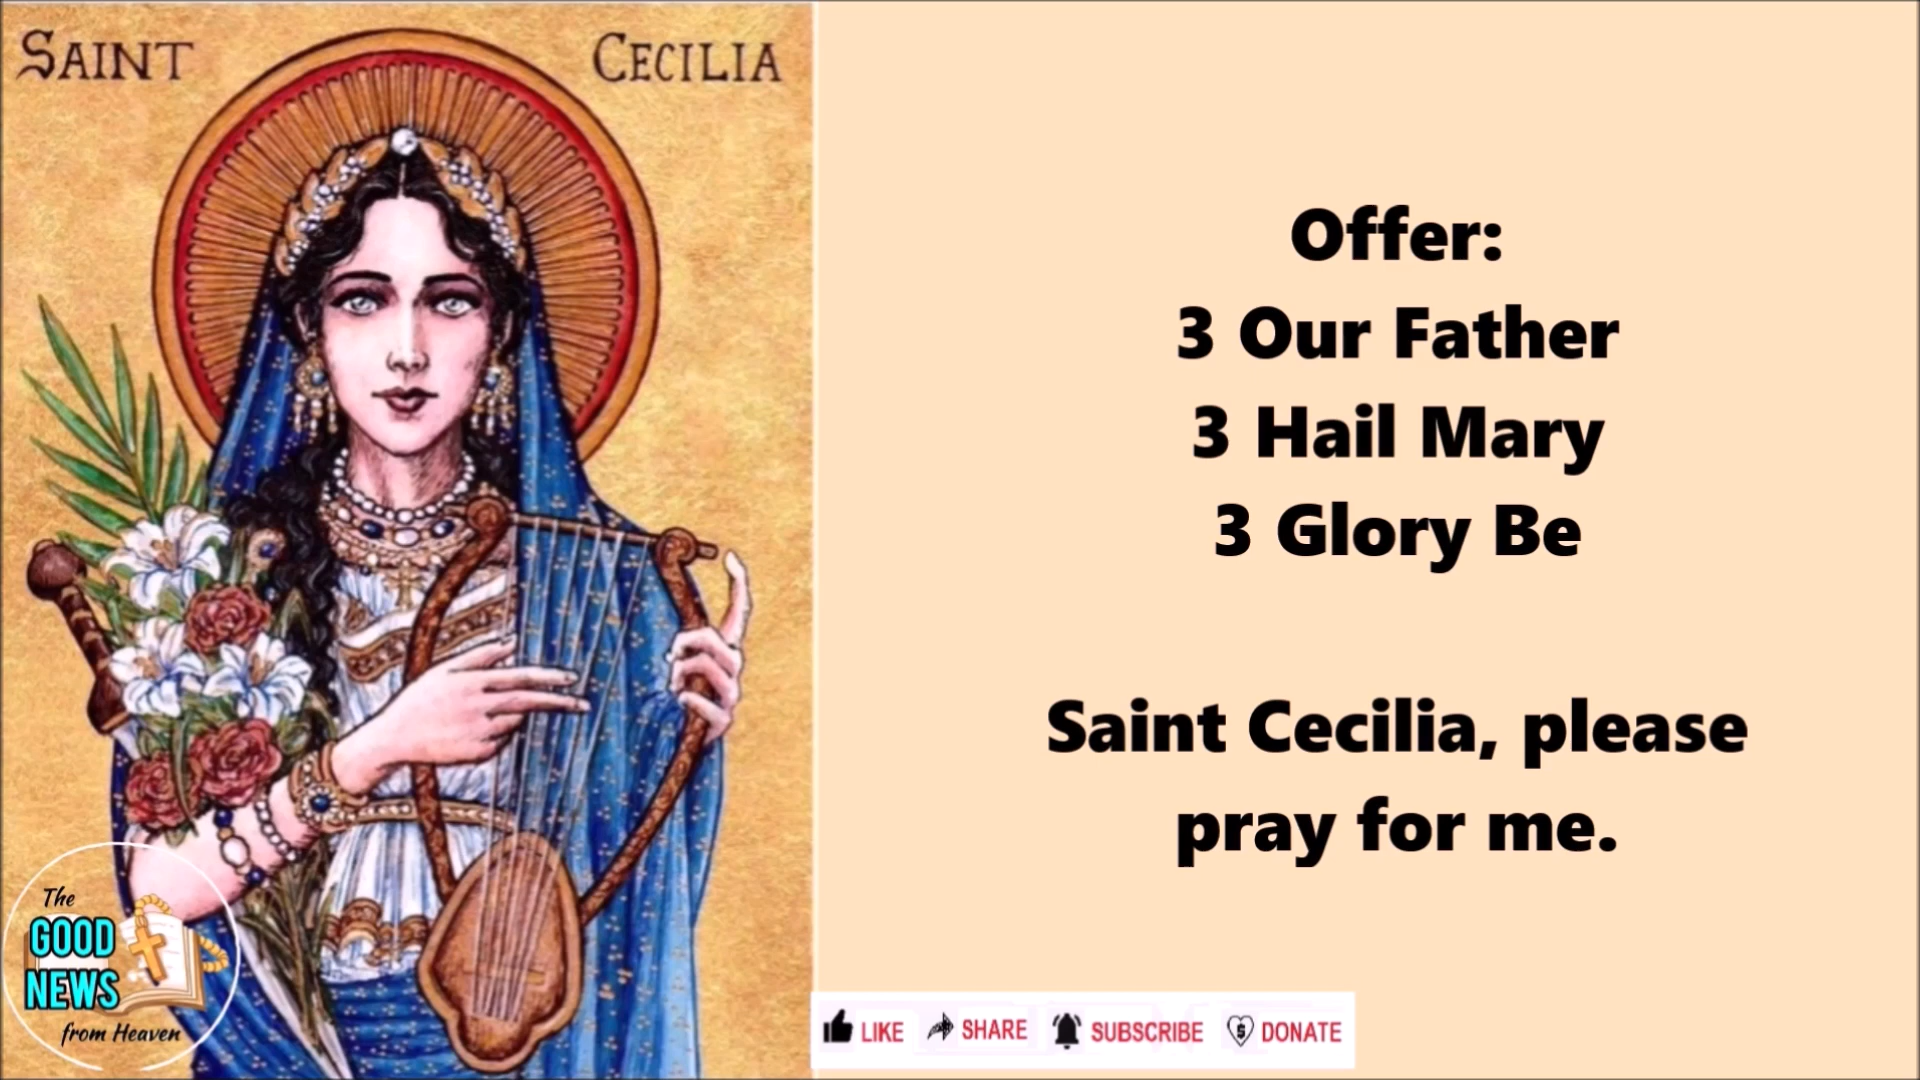 SAINT CECILIA
Offer:
3 Our Father
3 Hail Mary
3 Glory Be
Saint Cecilia, please
pray for me.
The
GOOD
NEWS
from Heaven
LIKE SHARE SUBSCRIBE DONATE